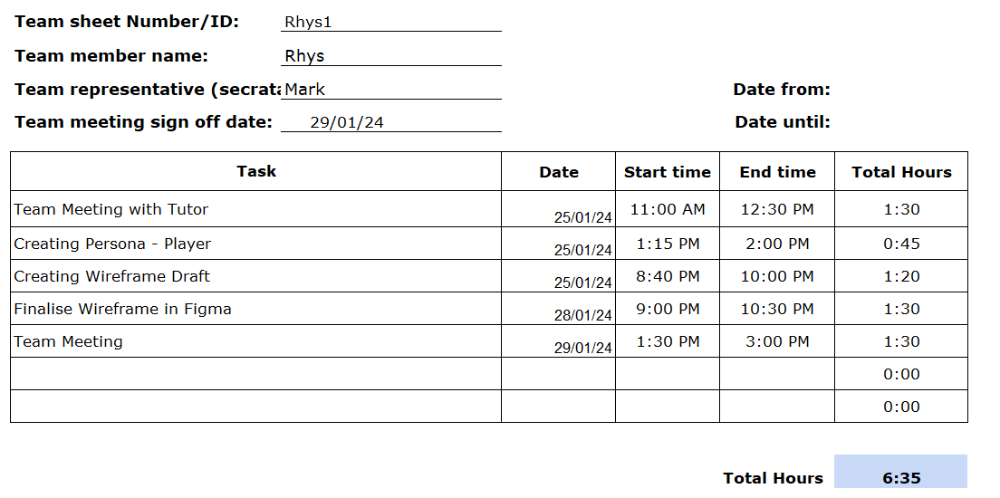 Team sheet Number/ID: Rhys1
Team member name: Rhys
Team representative (secrata Mark Date from:
Team meeting sign off date: 29/01/24 Date until:
Task Date Start time End time Total Hours
Team Meeting with Tutor 25/01/24 11:00 AM 12:30 PM 1:30
Creating Persona - Player 25/01/24 1:15 PM 2:00 PM 0:45
Creating Wireframe Draft 25/01/24 8:40 PM 10:00 PM 1:20
Finalise Wireframe in Figma 28/01/24 9:00 PM 10:30 PM 1:30
Team Meeting 29/01/24 1:30 PM 3:00 PM 1:30
0:00
0:00
Total Hours 6:35